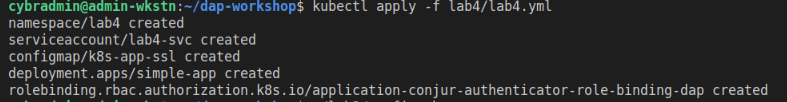 cybradmin@admin-wkstn:~/dap-workshop$ kubectl apply -f lab4/lab4.yml
namespace/lab4 created
serviceaccount/lab4-svc created
configmap/k8s-app-ssl created
deployment.apps/simple-app created
rolebinding.rbac.authorization.k8s.io/application-conjur-authenticator-role-binding-dap created